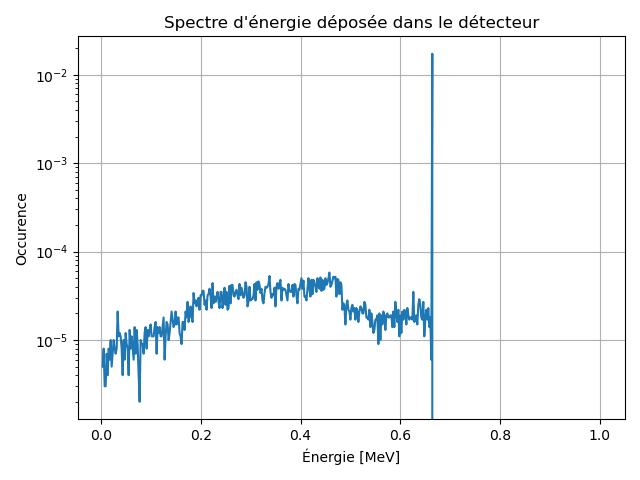 Spectre d'énergie déposée dans le détecteur
Occurence
10⁻²
10⁻³
10⁻⁴
10⁻⁵
0.0 0.2 0.4 0.6 0.8 1.0
Énergie [MeV]